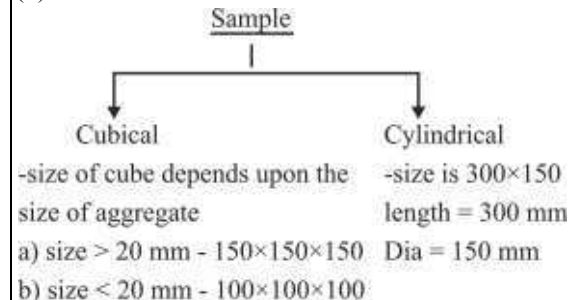 Sample
Cubical
-size of cube depends upon the
size of aggregate
a) size > 20 mm - 150×150×150
b) size < 20 mm - 100×100×100
Cylindrical
-size is 300×150
length = 300 mm
Dia = 150 mm